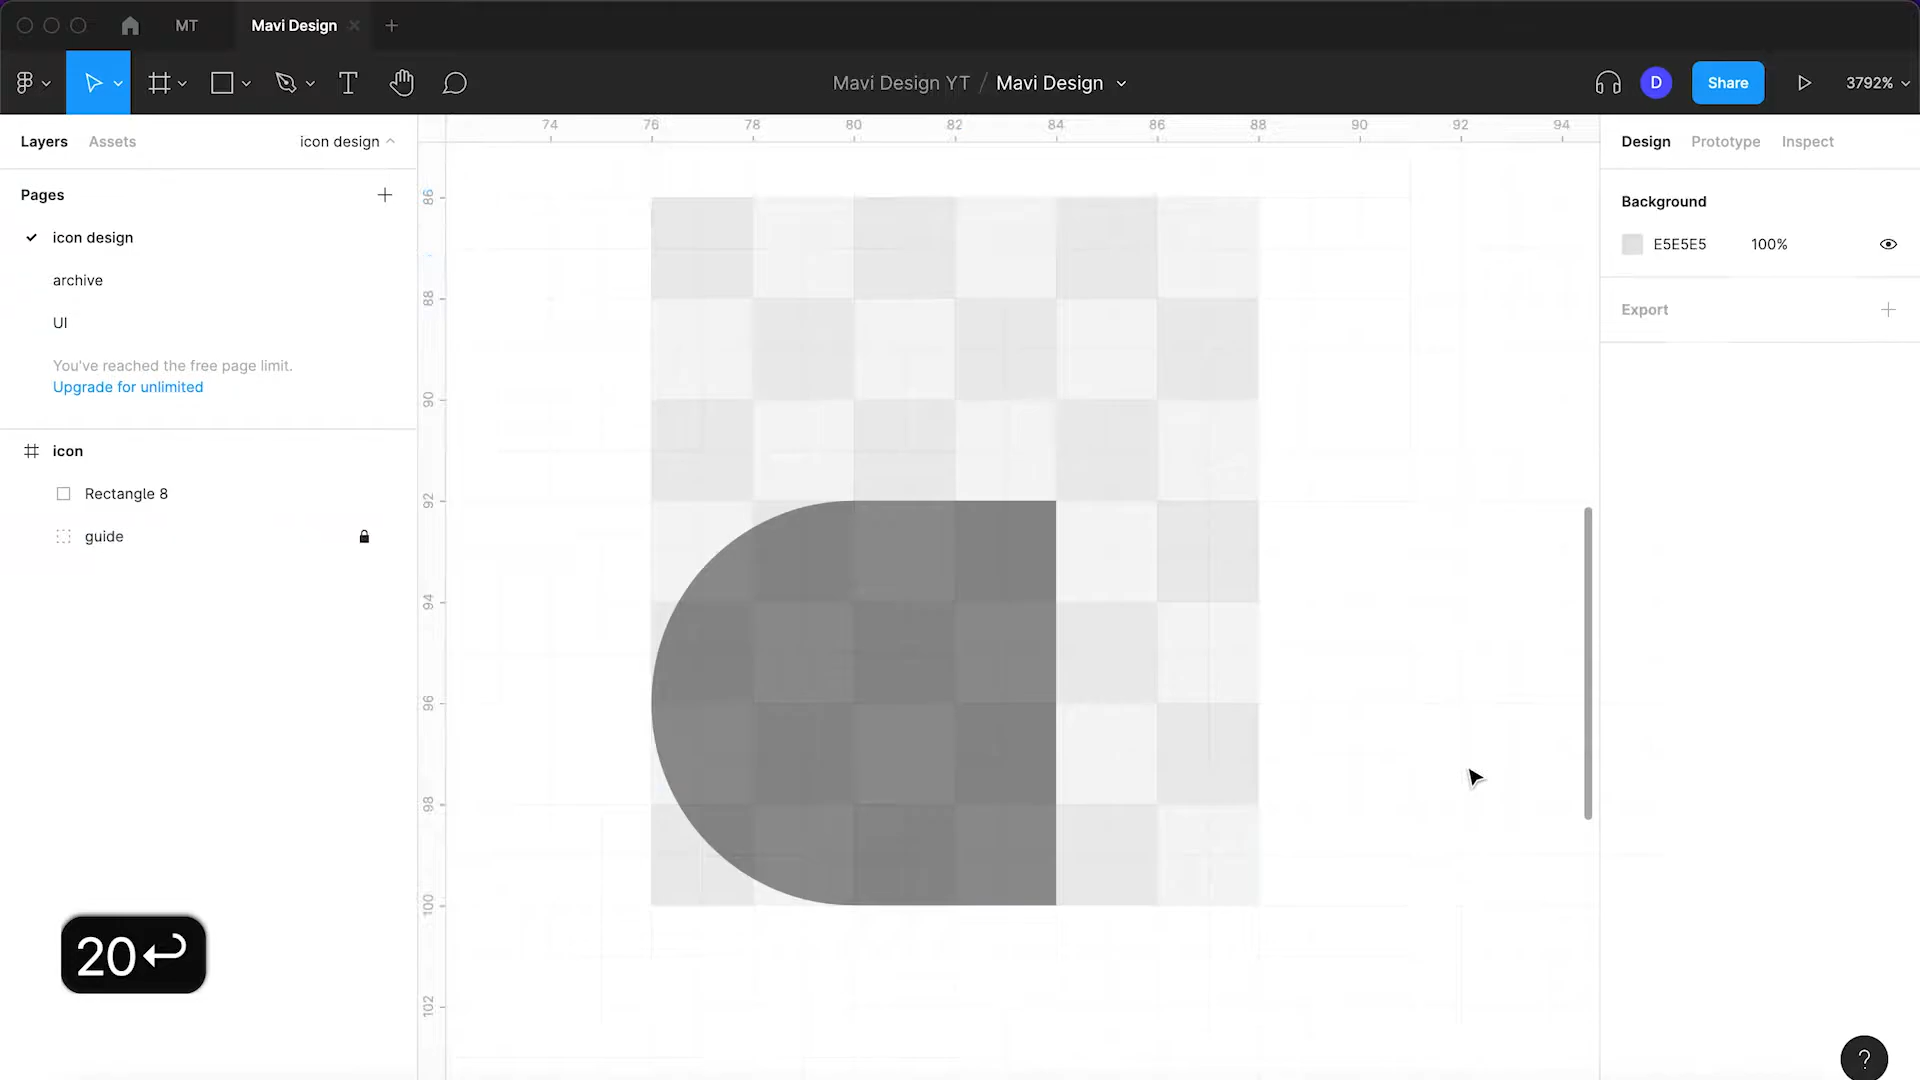 MT
Mavi Design
Mavi Design YT / Mavi Design
D
Share
3792%
Layers
Assets
icon design
74 76 78 80 82 84 86 88 90 92 94
Design
Prototype
Inspect
Pages
icon design
archive
UI
You've reached the free page limit.
Upgrade for unlimited
icon
Rectangle 8
guide
86
88
90
92
94
96
98
100
102
Background
E5E5E5
100%
Export
20↵
?